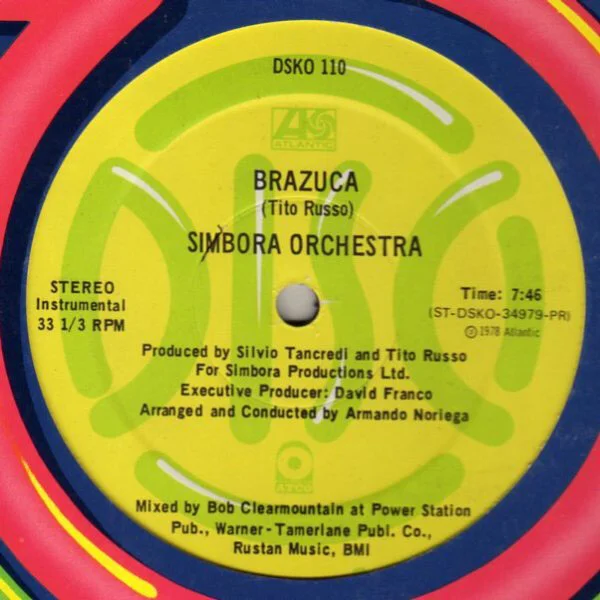 DSKO 110
ATLANTIC
BRAZUCA
(Tito Russo)
SIMBORA ORCHESTRA
STEREO
Instrumental
33 1/3 RPM
Time: 7:46
(ST-DSKO-34979-PR)
℗ 1978 Atlantic
DISCO
Produced by Silvio Tancredi and Tito Russo
For Simbora Productions Ltd.
Executive Producer: David Franco
Arranged and Conducted by Armando Noriega
ATCO
Mixed by Bob Clearmountain at Power Station
Pub., Warner-Tamerlane Publ. Co.,
Rustan Music, BMI